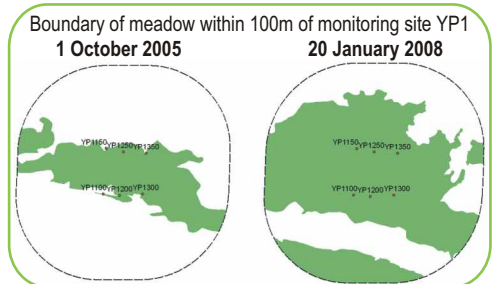 Boundary of meadow within 100m of monitoring site YP1
1 October 2005
20 January 2008
YP1150 YP1250 YP1350
YP1100 YP1200 YP1300
YP1150 YP1250 YP1350
YP1100 YP1200 YP1300